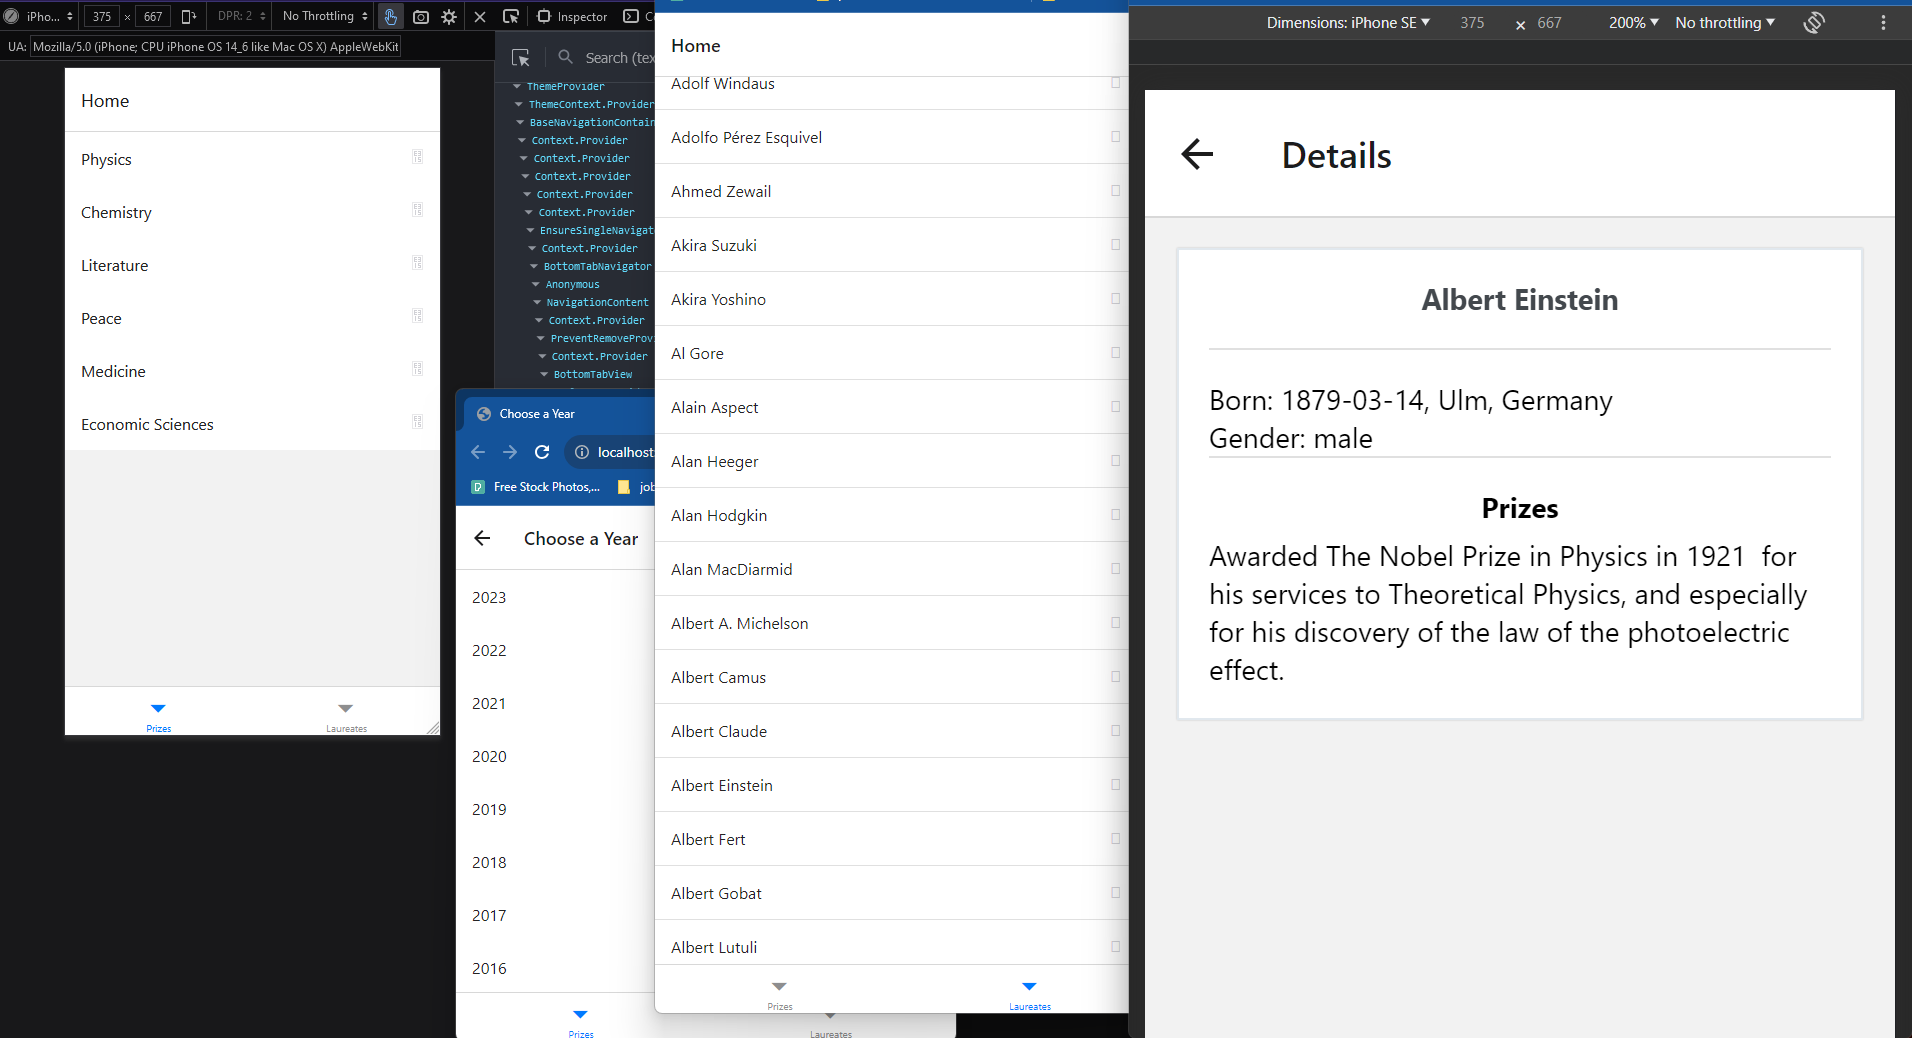 iPho...
375
×
667
DPR: 2
No Throttling
Inspector
UA:
Mozilla/5.0 (iPhone; CPU iPhone OS 14_6 like Mac OS X) AppleWebKit
Home
Physics
Chemistry
Literature
Peace
Medicine
Economic Sciences
Prizes
Laureates
Search (tex
ThemeProvider
ThemeContext.Provider
BaseNavigationContain
Context.Provider
Context.Provider
Context.Provider
Context.Provider
Context.Provider
EnsureSingleNavigat
Context.Provider
BottomTabNavigator
Anonymous
NavigationContent
Context.Provider
PreventRemoveProv
Context.Provider
BottomTabView
Choose a Year
localhost
Free Stock Photos,...
job
Choose a Year
2023
2022
2021
2020
2019
2018
2017
2016
Prizes
Laureates
Home
Adolf Windaus
Adolfo Pérez Esquivel
Ahmed Zewail
Akira Suzuki
Akira Yoshino
Al Gore
Alain Aspect
Alan Heeger
Alan Hodgkin
Alan MacDiarmid
Albert A. Michelson
Albert Camus
Albert Claude
Albert Einstein
Albert Fert
Albert Gobat
Albert Lutuli
Prizes
Laureates
Dimensions: iPhone SE
375
×
667
200%
No throttling
Details
Albert Einstein
Born: 1879-03-14, Ulm, Germany
Gender: male
Prizes
Awarded The Nobel Prize in Physics in 1921  for
his services to Theoretical Physics, and especially
for his discovery of the law of the photoelectric
effect.